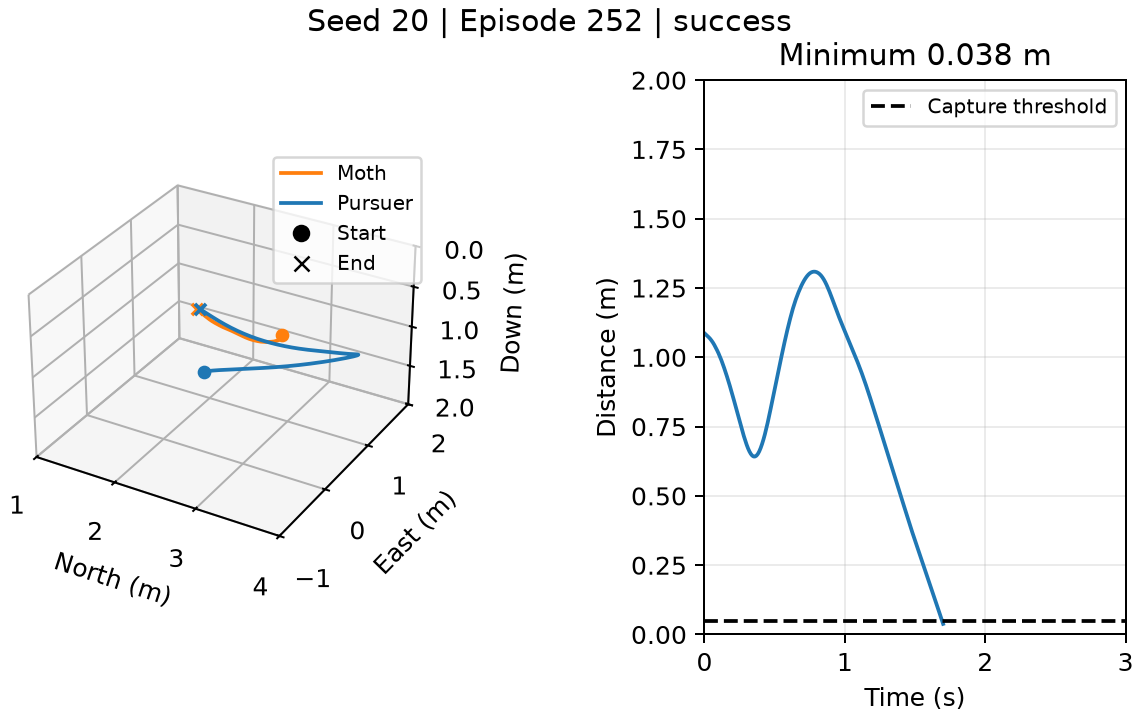 Seed 20 | Episode 252 | success
Moth
Pursuer
Start
End
0.0
0.5
1.0
1.5
2.0
Down (m)
2
1
0
−1
East (m)
1
2
3
4
North (m)
Minimum 0.038 m
Capture threshold
2.00
1.75
1.50
1.25
1.00
0.75
0.50
0.25
0.00
Distance (m)
0
1
2
3
Time (s)